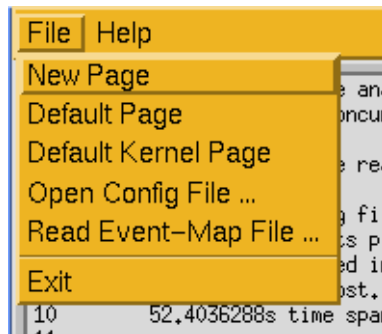 File Help
New Page
Default Page
Default Kernel Page
Open Config File ...
Read Event-Map File ...
Exit
10 52.4036288s time